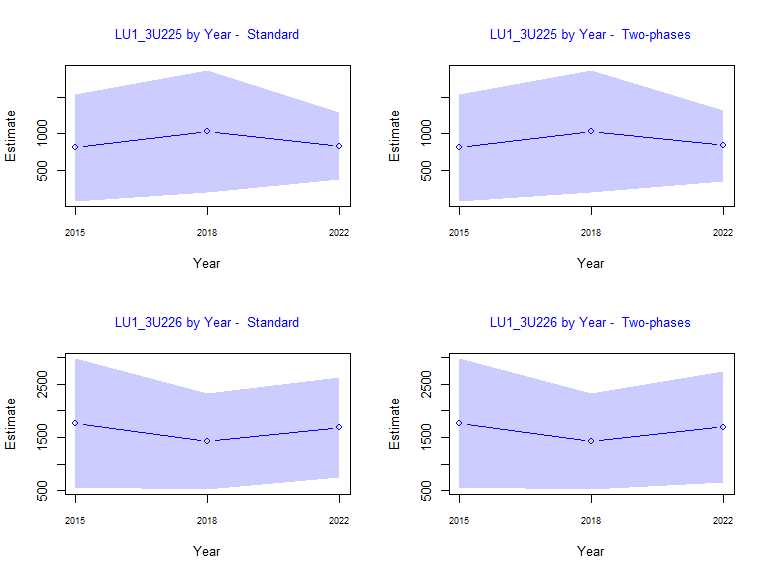 LU1_3U225 by Year -  Standard
Estimate
1000
500
2015
2018
2022
Year
LU1_3U225 by Year -  Two-phases
Estimate
1000
500
2015
2018
2022
Year
LU1_3U226 by Year -  Standard
Estimate
2500
1500
500
2015
2018
2022
Year
LU1_3U226 by Year -  Two-phases
Estimate
2500
1500
500
2015
2018
2022
Year